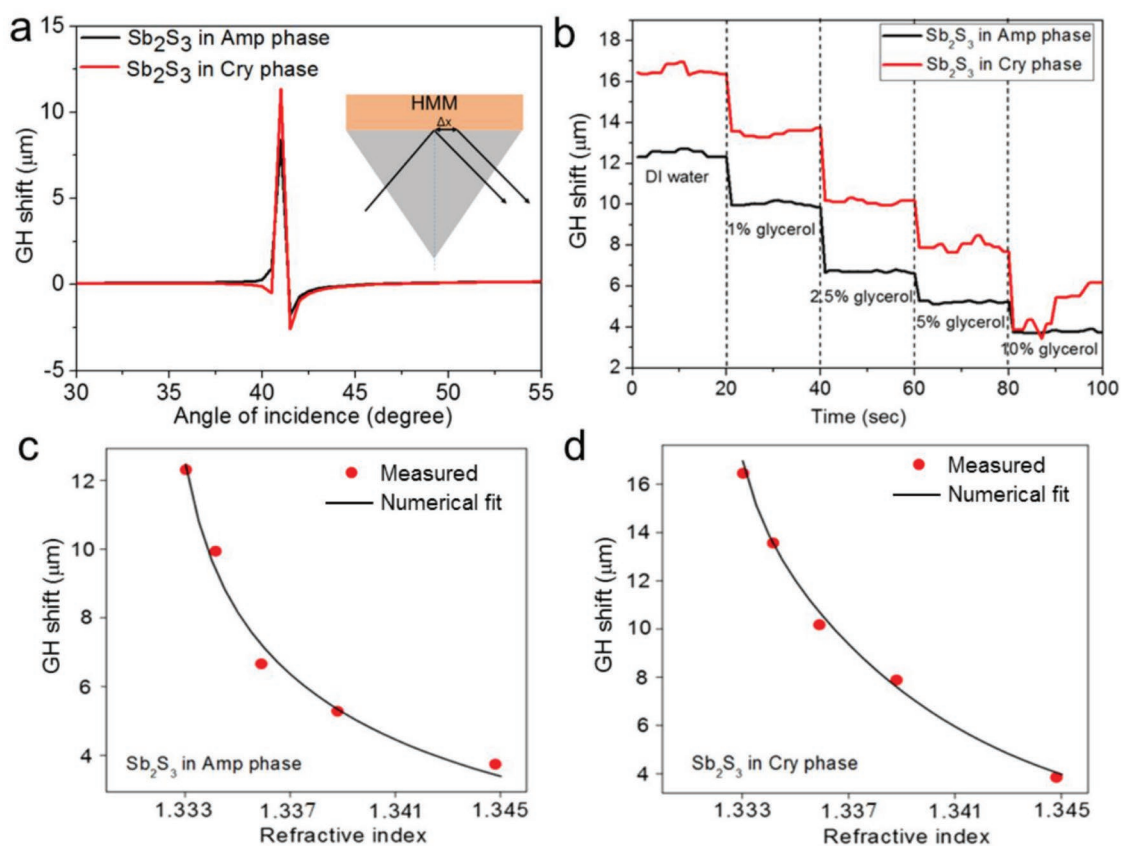 a
Sb₂S₃ in Amp phase
Sb₂S₃ in Cry phase
HMM
Δx
GH shift (μm)
15
10
5
0
-5
30 35 40 45 50 55
Angle of incidence (degree)
b
Sb₂S₃ in Amp phase
Sb₂S₃ in Cry phase
GH shift (μm)
18
16
14
12
10
8
6
4
2
DI water
1% glycerol
2.5% glycerol
5% glycerol
10% glycerol
0 20 40 60 80 100
Time (sec)
c
Measured
Numerical fit
GH shift (μm)
12
10
8
6
4
Sb₂S₃ in Amp phase
1.333 1.337 1.341 1.345
Refractive index
d
Measured
Numerical fit
GH shift (μm)
16
14
12
10
8
6
4
Sb₂S₃ in Cry phase
1.333 1.337 1.341 1.345
Refractive index